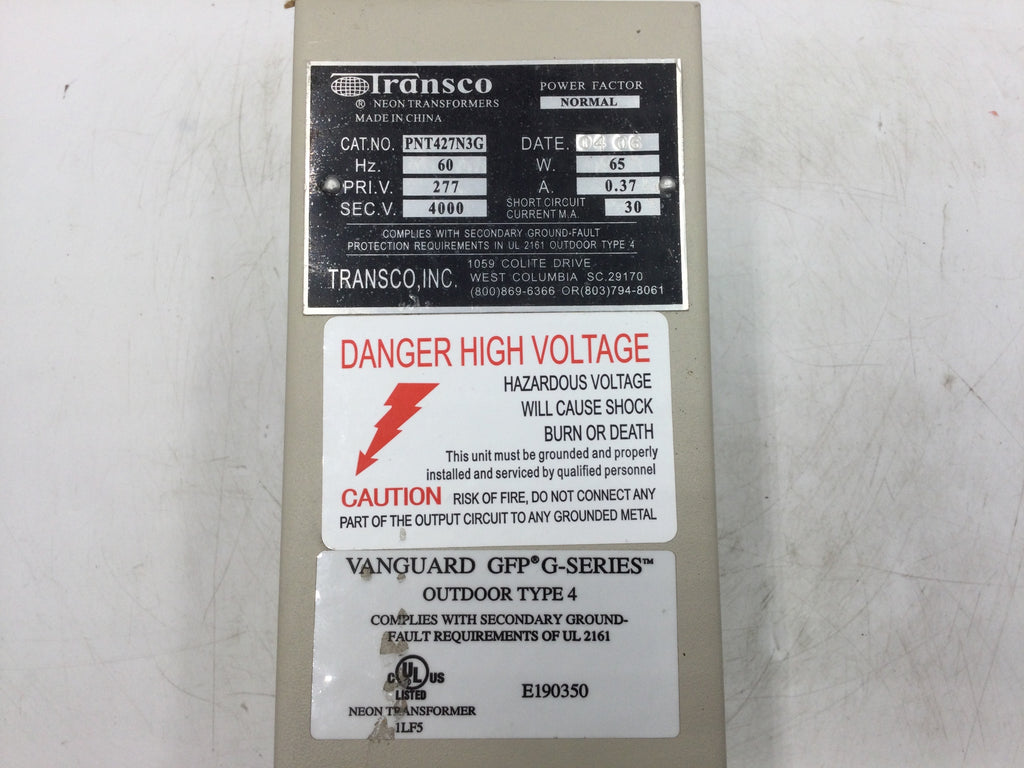 Transco
® NEON TRANSFORMERS
MADE IN CHINA
POWER FACTOR
NORMAL
CAT.NO. PNT427N3G
DATE.
Hz. 60
W. 65
PRI.V. 277
A. 0.37
SEC.V. 4000
SHORT CIRCUIT
CURRENT M.A. 30
COMPLIES WITH SECONDARY GROUND-FAULT
PROTECTION REQUIREMENTS IN UL 2161 OUTDOOR TYPE 4
TRANSCO,INC.
1059 COLITE DRIVE
WEST COLUMBIA SC.29170
(800)869-6366 OR(803)794-8061
DANGER HIGH VOLTAGE
HAZARDOUS VOLTAGE
WILL CAUSE SHOCK
BURN OR DEATH
This unit must be grounded and properly
installed and serviced by qualified personnel
CAUTION RISK OF FIRE, DO NOT CONNECT ANY
PART OF THE OUTPUT CIRCUIT TO ANY GROUNDED METAL
VANGUARD GFP® G-SERIES™
OUTDOOR TYPE 4
COMPLIES WITH SECONDARY GROUND-
FAULT REQUIREMENTS OF UL 2161
C UL US
LISTED
E190350
NEON TRANSFORMER
1LF5